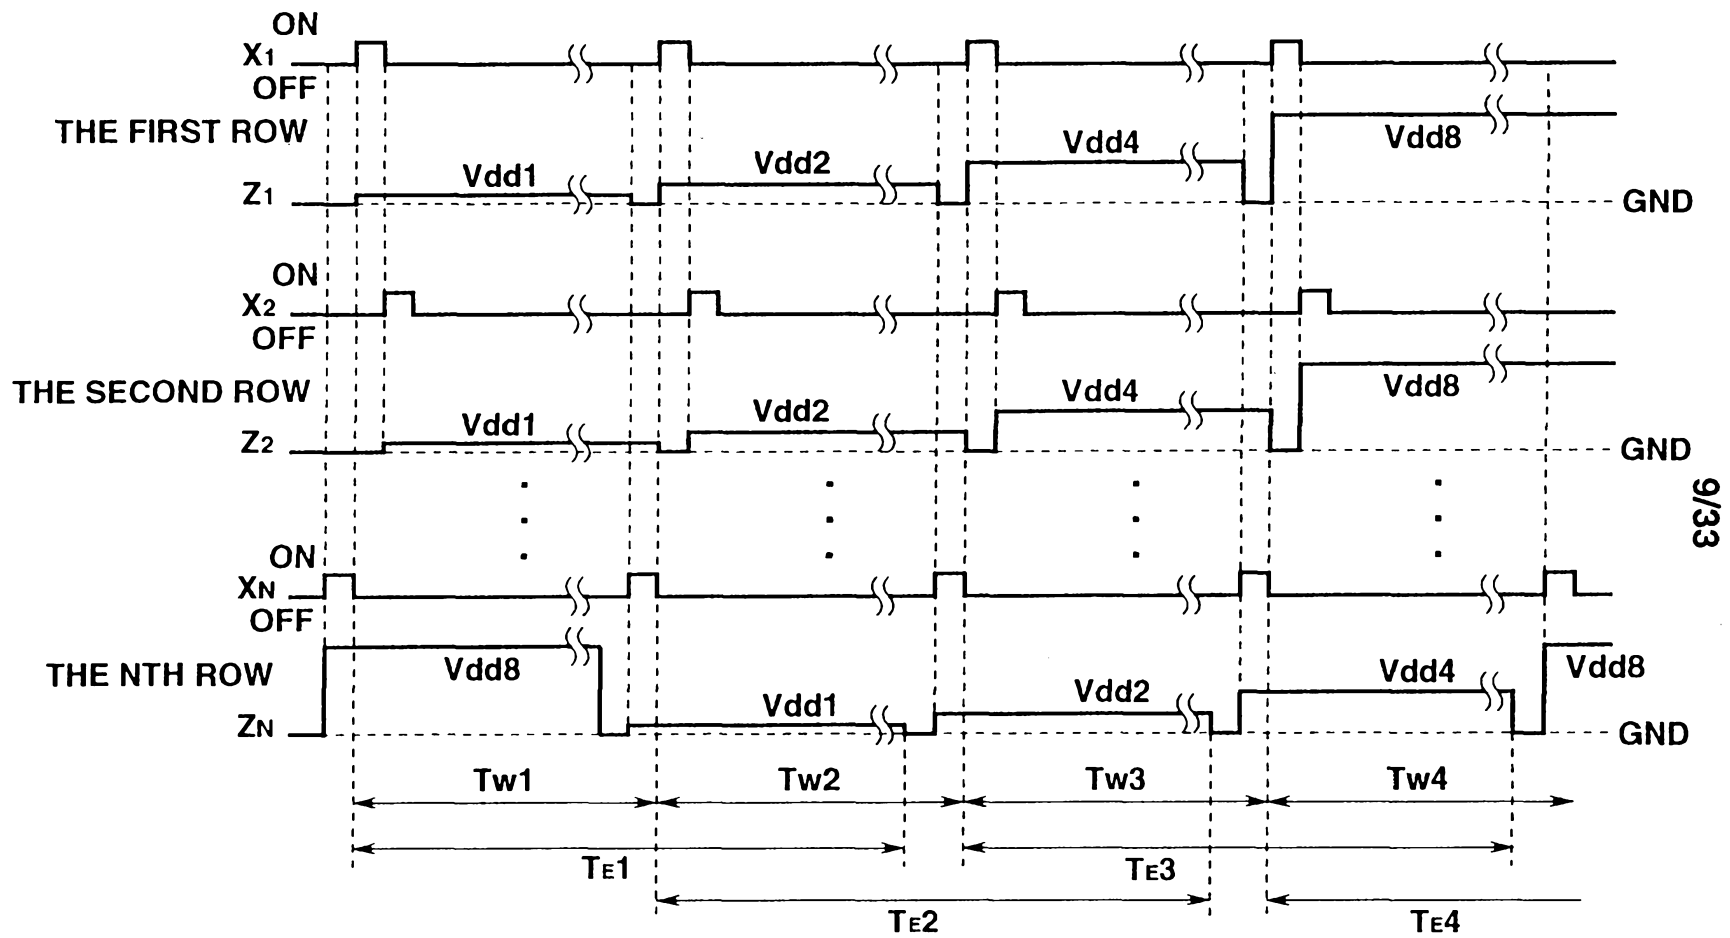 ON
X1
OFF
THE FIRST ROW
Vdd1
Vdd2
Vdd4
Vdd8
Z1
GND
ON
X2
OFF
THE SECOND ROW
Vdd1
Vdd2
Vdd4
Vdd8
Z2
GND
9/33
ON
XN
OFF
THE NTH ROW
Vdd8
Vdd1
Vdd2
Vdd4
Vdd8
ZN
GND
Tw1
Tw2
Tw3
Tw4
TE1
TE3
TE2
TE4